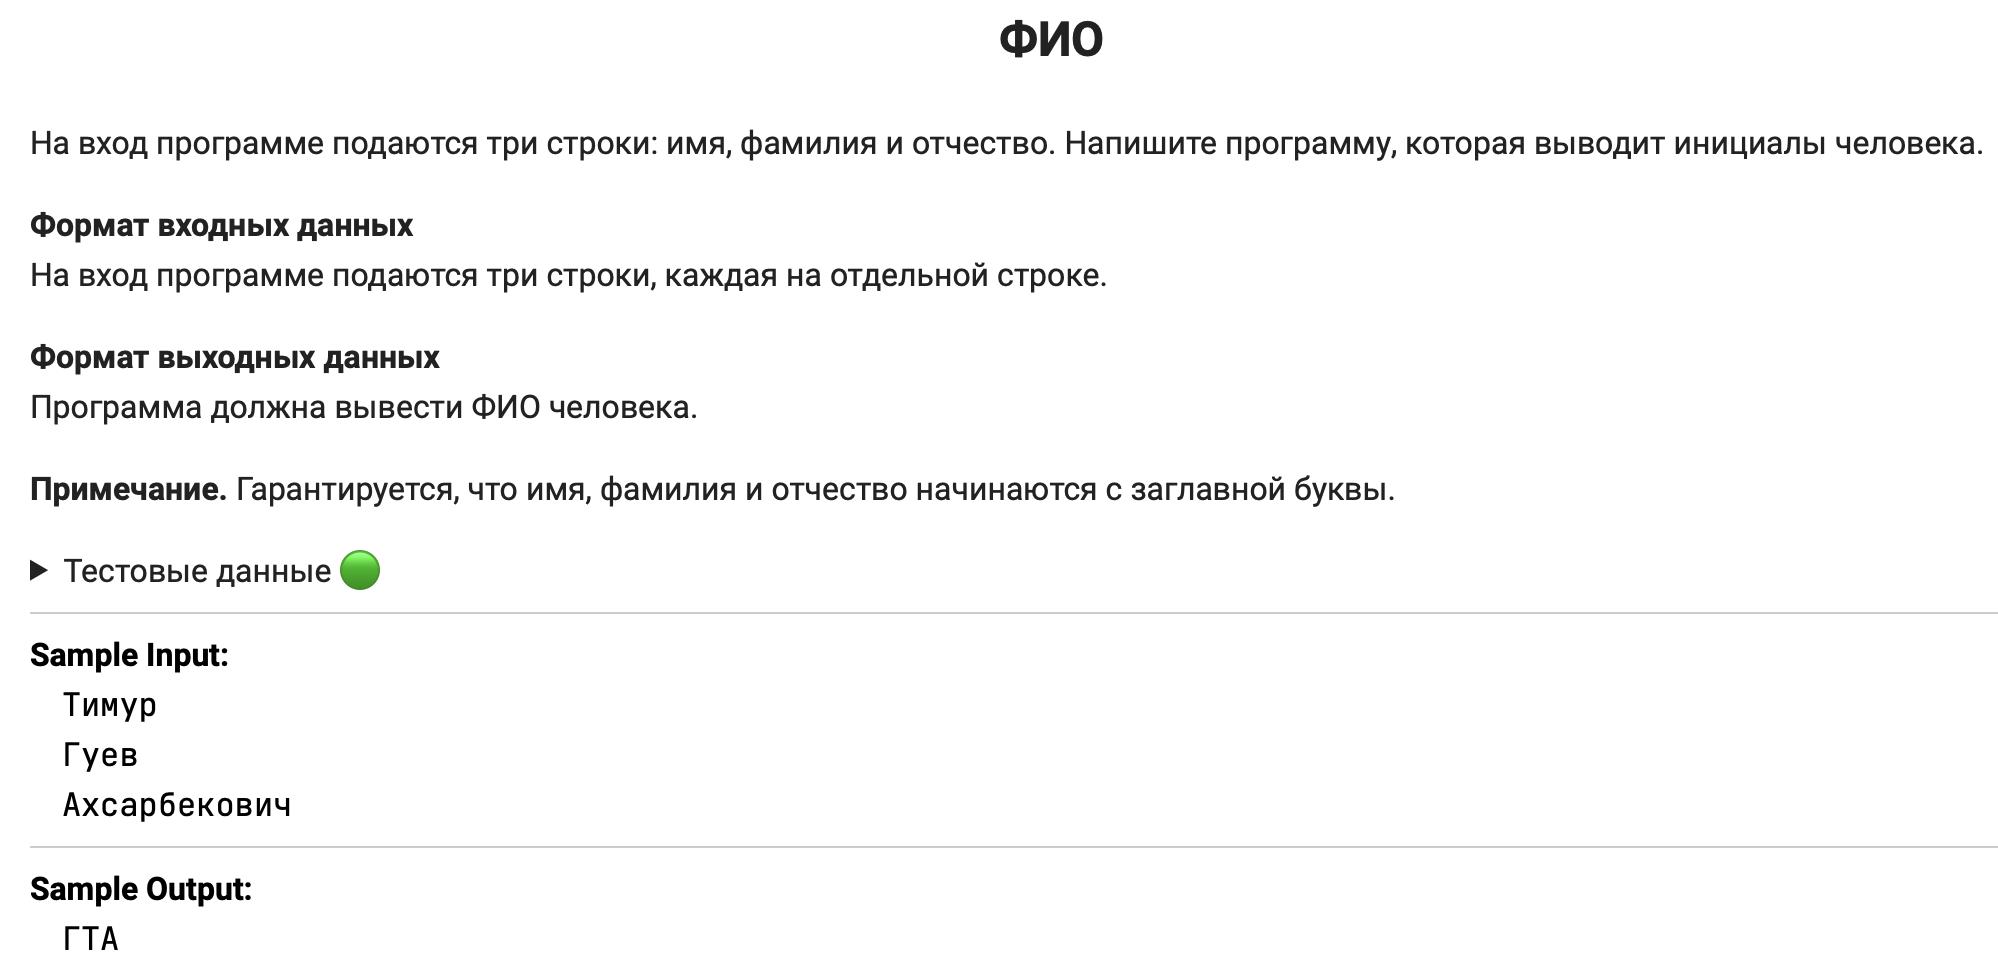 ФИО
На вход программе подаются три строки: имя, фамилия и отчество. Напишите программу, которая выводит инициалы человека.
Формат входных данных
На вход программе подаются три строки, каждая на отдельной строке.
Формат выходных данных
Программа должна вывести ФИО человека.
Примечание. Гарантируется, что имя, фамилия и отчество начинаются с заглавной буквы.
Тестовые данные
Sample Input:
Тимур
Гуев
Ахсарбекович
Sample Output:
ГТА